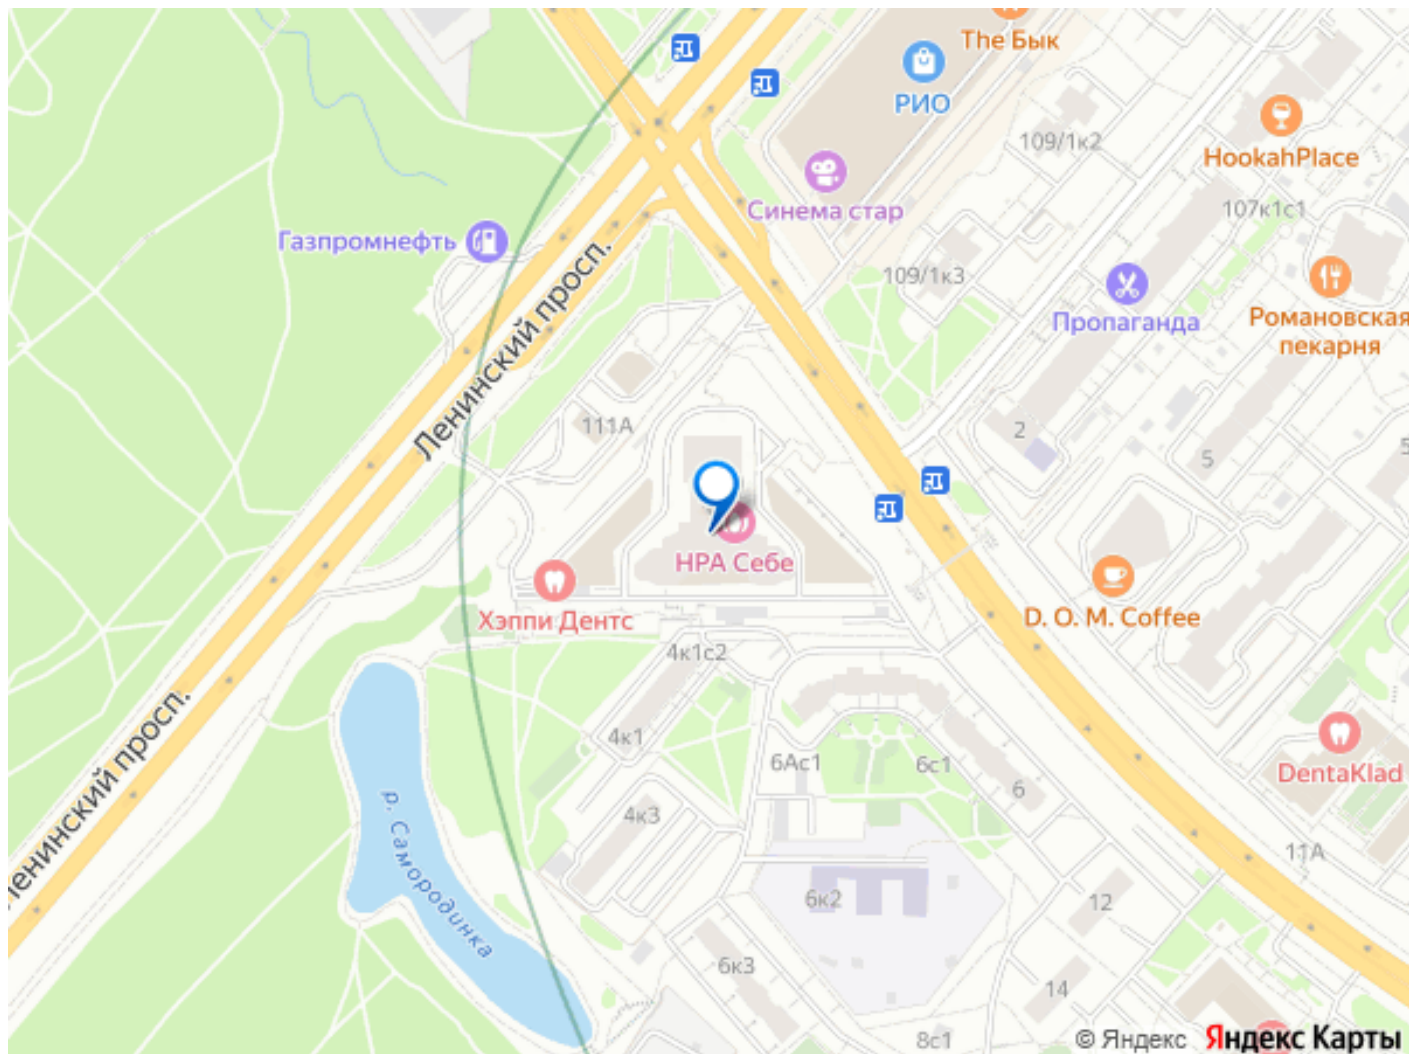 The Бык
РИО
109/1к2
HookahPlace
Синема стар
107к1с1
Газпромнефть
109/1к3
Пропаганда
Романовская
пекарня
Ленинский просп.
111А
2
5
НРА Себе
Хэппи Дентс
D. O. M. Coffee
4к1с2
4к1
6Ас1
6с1
6
DentaKlad
Ленинский просп.
р. Самородинка
4к3
11А
6к2
12
6к3
14
8с1
© Яндекс Яндекс Карты